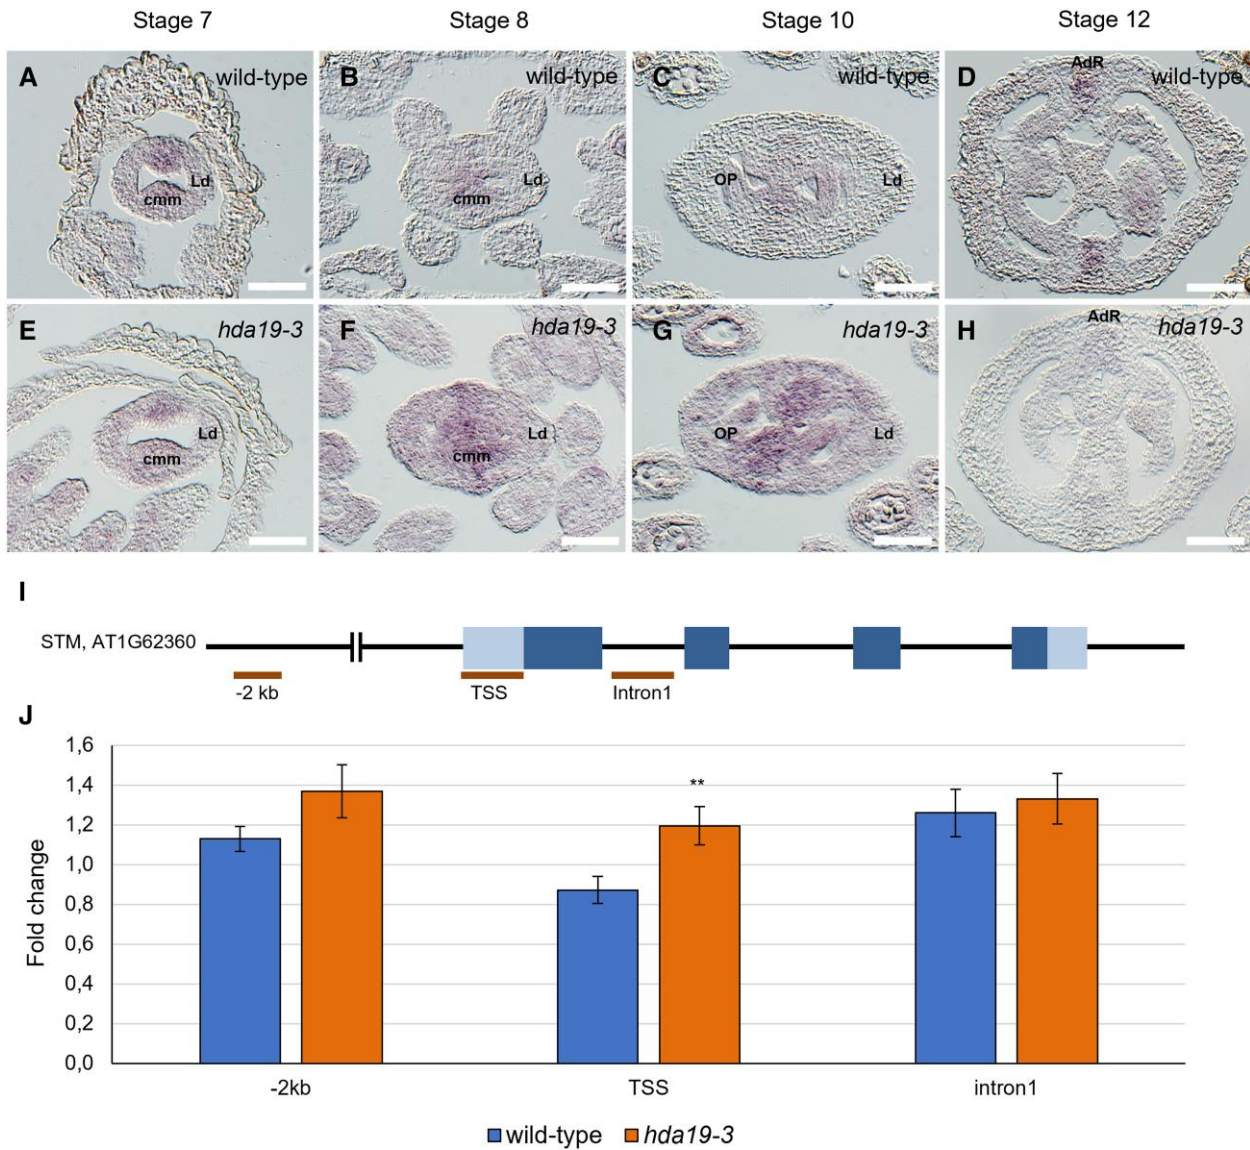 Stage 7 Stage 8 Stage 10 Stage 12
A wild-type B wild-type C wild-type D AdR wild-type
Ld cmm Ld cmm OP Ld
E hda19-3 F hda19-3 G hda19-3 H AdR hda19-3
Ld cmm Ld cmm OP Ld
I
STM, AT1G62360
-2 kb TSS Intron1
J
Fold change
1,6
1,4
**
1,2
1,0
0,8
0,6
0,4
0,2
0,0
-2kb TSS intron1
wild-type hda19-3